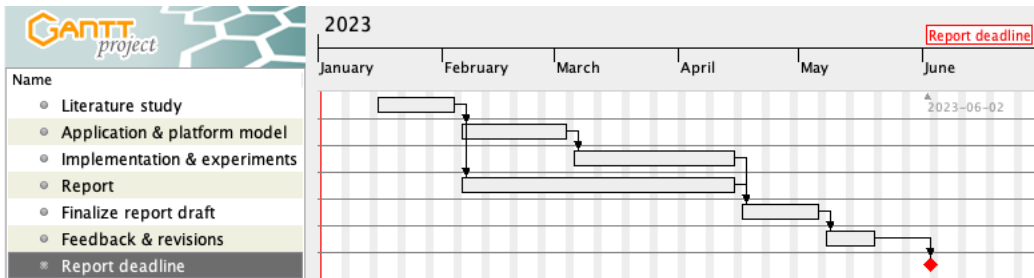 GANTT
project
2023
Report deadline
January February March April May June
Name
2023-06-02
Literature study
Application & platform model
Implementation & experiments
Report
Finalize report draft
Feedback & revisions
Report deadline